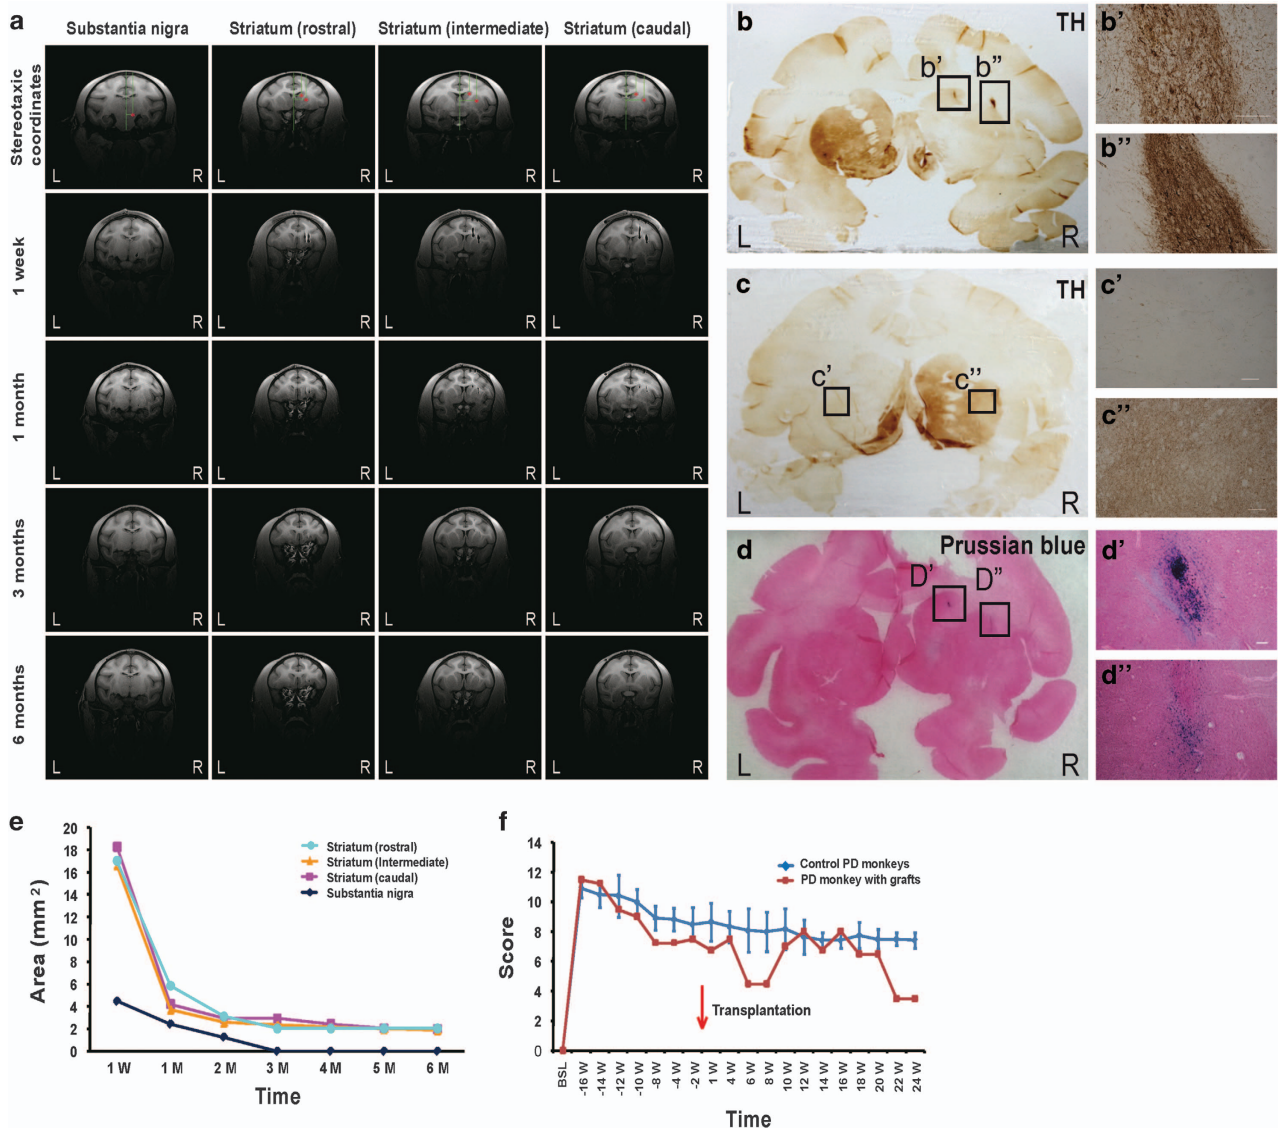 a
Substantia nigra
Striatum (rostral)
Striatum (intermediate)
Striatum (caudal)
Stereotaxic
coordinates
L R
L R
L R
L R
1 week
L R
L R
L R
L R
1 month
L R
L R
L R
L R
3 months
L R
L R
L R
L R
6 months
L R
L R
L R
L R
b
TH
b’
b”
L
R
b’
b’’
c
TH
c’
c’’
L
R
c’
c’’
d
Prussian blue
D’
D”
L
R
d’
d’’
e
Area (mm²)
20
18
16
14
12
10
8
6
4
2
0
Striatum (rostral)
Striatum (Intermediate)
Striatum (caudal)
Substantia nigra
1 W
1 M
2 M
3 M
4 M
5 M
6 M
Time
f
Score
14
12
10
8
6
4
2
0
Control PD monkeys
PD monkey with grafts
Transplantation
BSL
-16 W
-14 W
-12 W
-10 W
-8 W
-4 W
-2 W
1 W
4 W
6 W
8 W
10 W
12 W
14 W
16 W
18 W
20 W
22 W
24 W
Time